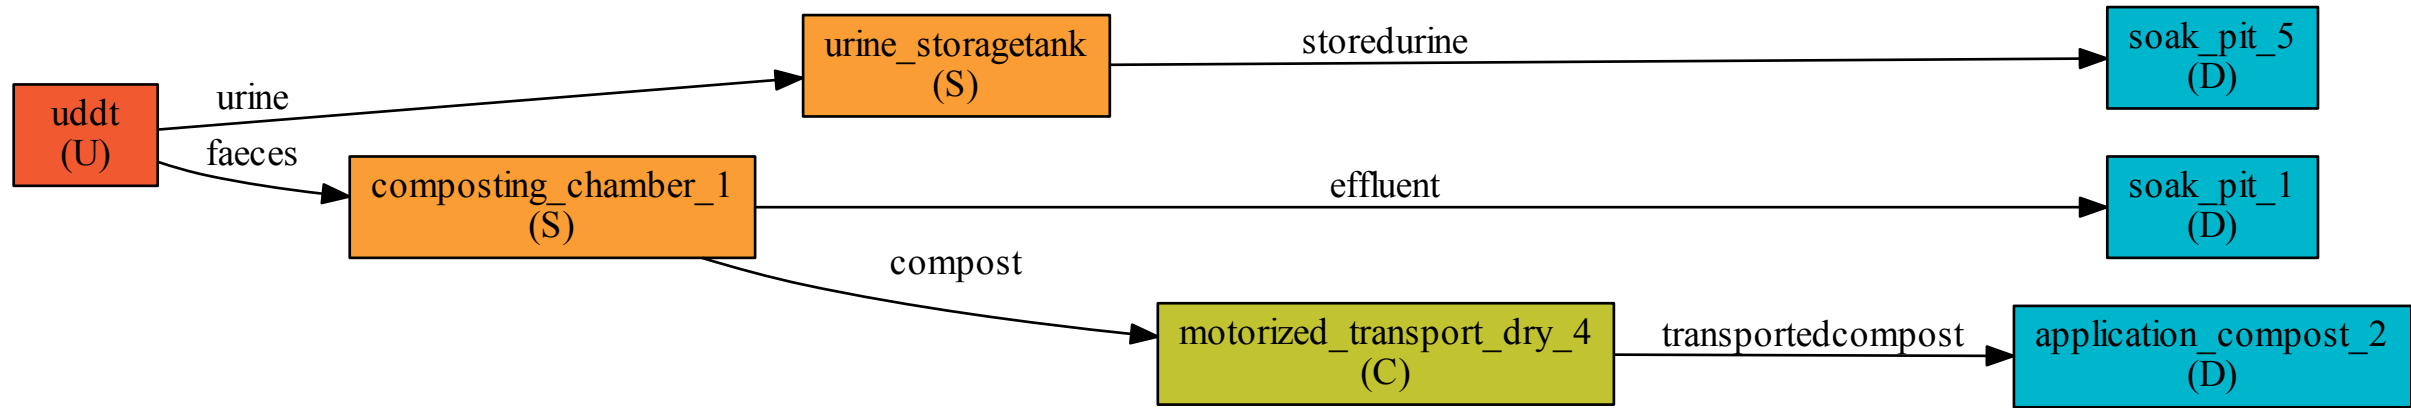 uddt
(U)
urine
faeces
urine_storagetank
(S)
storedurine
soak_pit_5
(D)
composting_chamber_1
(S)
effluent
soak_pit_1
(D)
compost
motorized_transport_dry_4
(C)
transportedcompost
application_compost_2
(D)